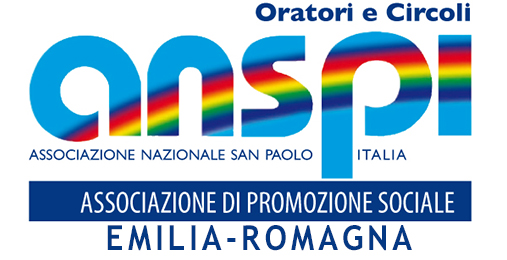 Oratori e Circoli
anspi
ASSOCIAZIONE NAZIONALE SAN PAOLO ITALIA
ASSOCIAZIONE DI PROMOZIONE SOCIALE
EMILIA-ROMAGNA